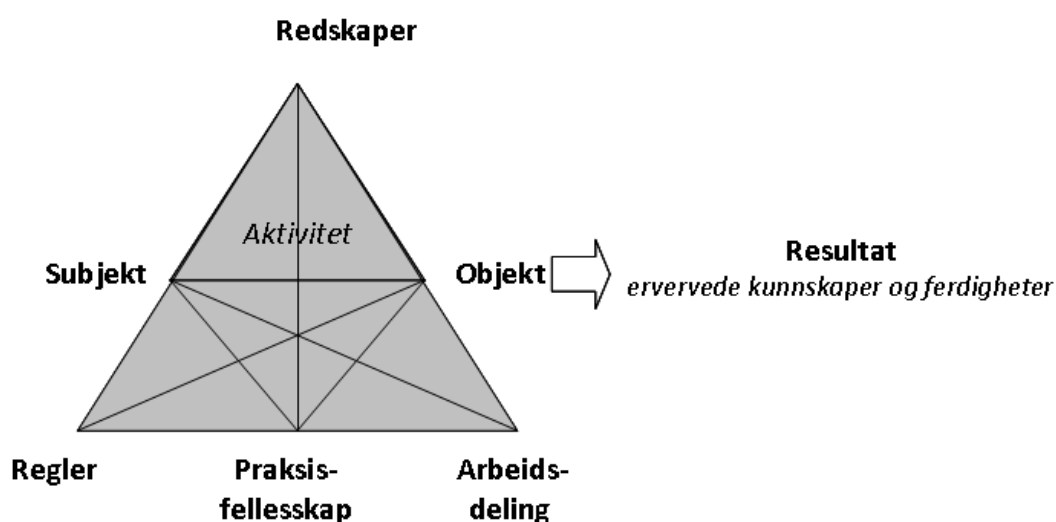 Redskaper
Aktivitet
Subjekt
Objekt
Resultat
ervervede kunnskaper og ferdigheter
Regler
Praksis-
fellesskap
Arbeids-
deling